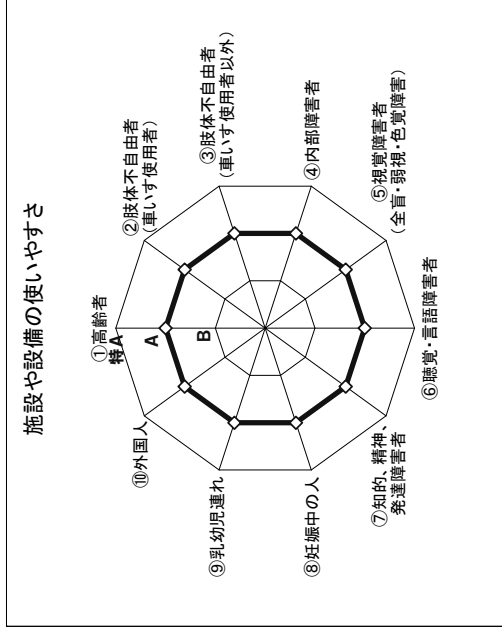 施設や設備の使いやすさ
①高齢者
特A
A
B
②肢体不自由者
(車いす使用者)
③肢体不自由者
(車いす使用者以外)
④内部障害者
⑤視覚障害者
(全盲・弱視・色覚障害)
⑥聴覚・言語障害者
⑦知的、精神、
発達障害者
⑧妊娠中の人
⑨乳幼児連れ
⑩外国人